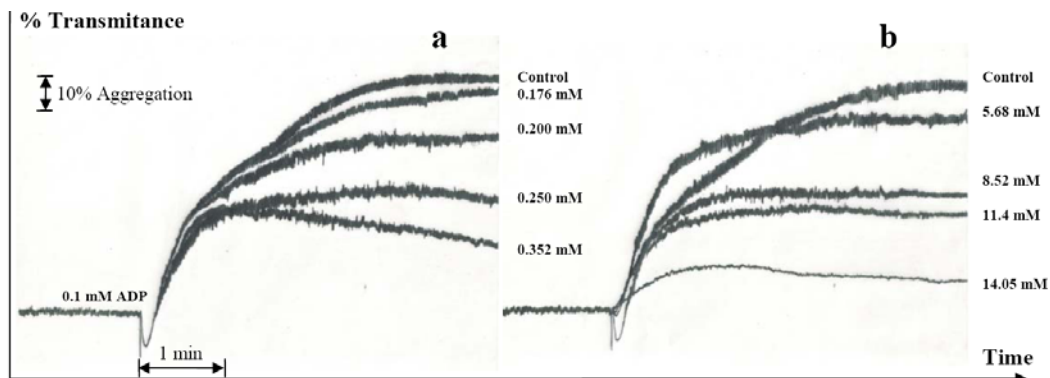 % Transmitance
a
b
10% Aggregation
Control
0.176 mM
0.200 mM
0.250 mM
0.352 mM
0.1 mM ADP
1 min
Control
5.68 mM
8.52 mM
11.4 mM
14.05 mM
Time